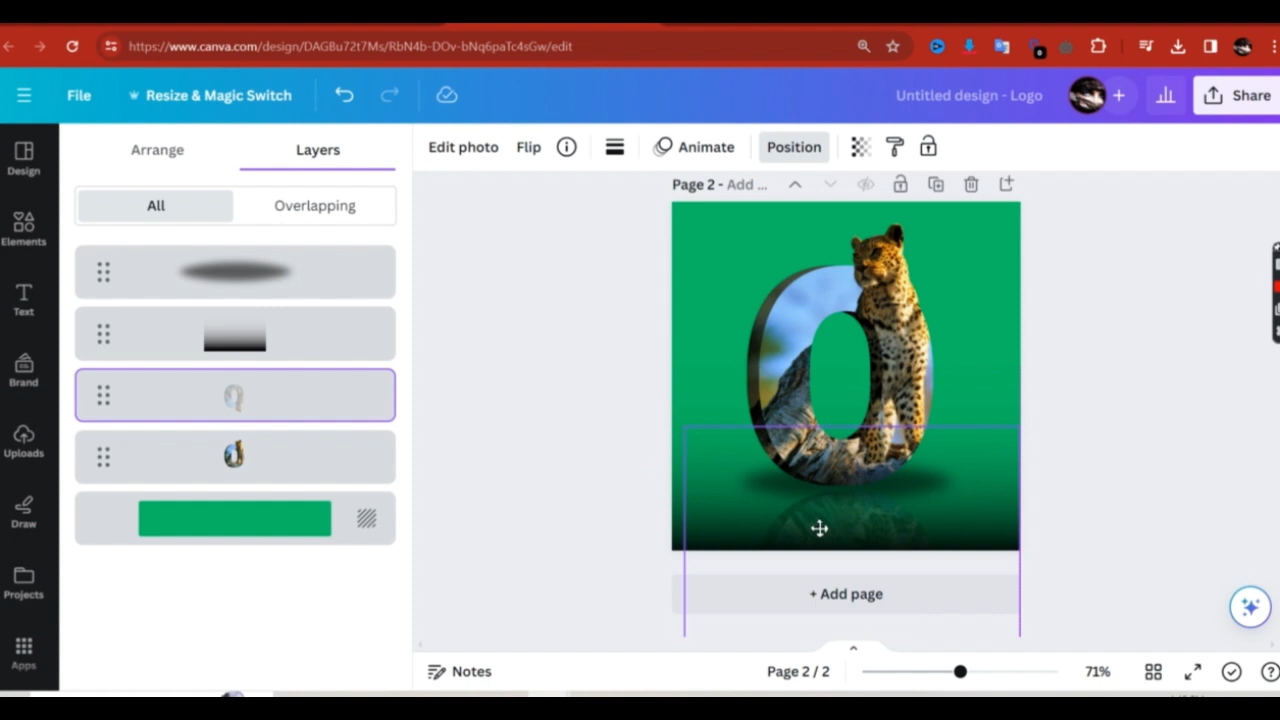 https://www.canva.com/design/DAGBu72t7Ms/RbN4b-DOv-bNq6paTc4sGw/edit
File
Resize & Magic Switch
Untitled design - Logo
Share
Design
Elements
Text
Brand
Uploads
Draw
Projects
Apps
Arrange
Layers
All
Overlapping
Edit photo
Flip
Animate
Position
Page 2 - Add ...
+ Add page
Notes
Page 2 / 2
71%